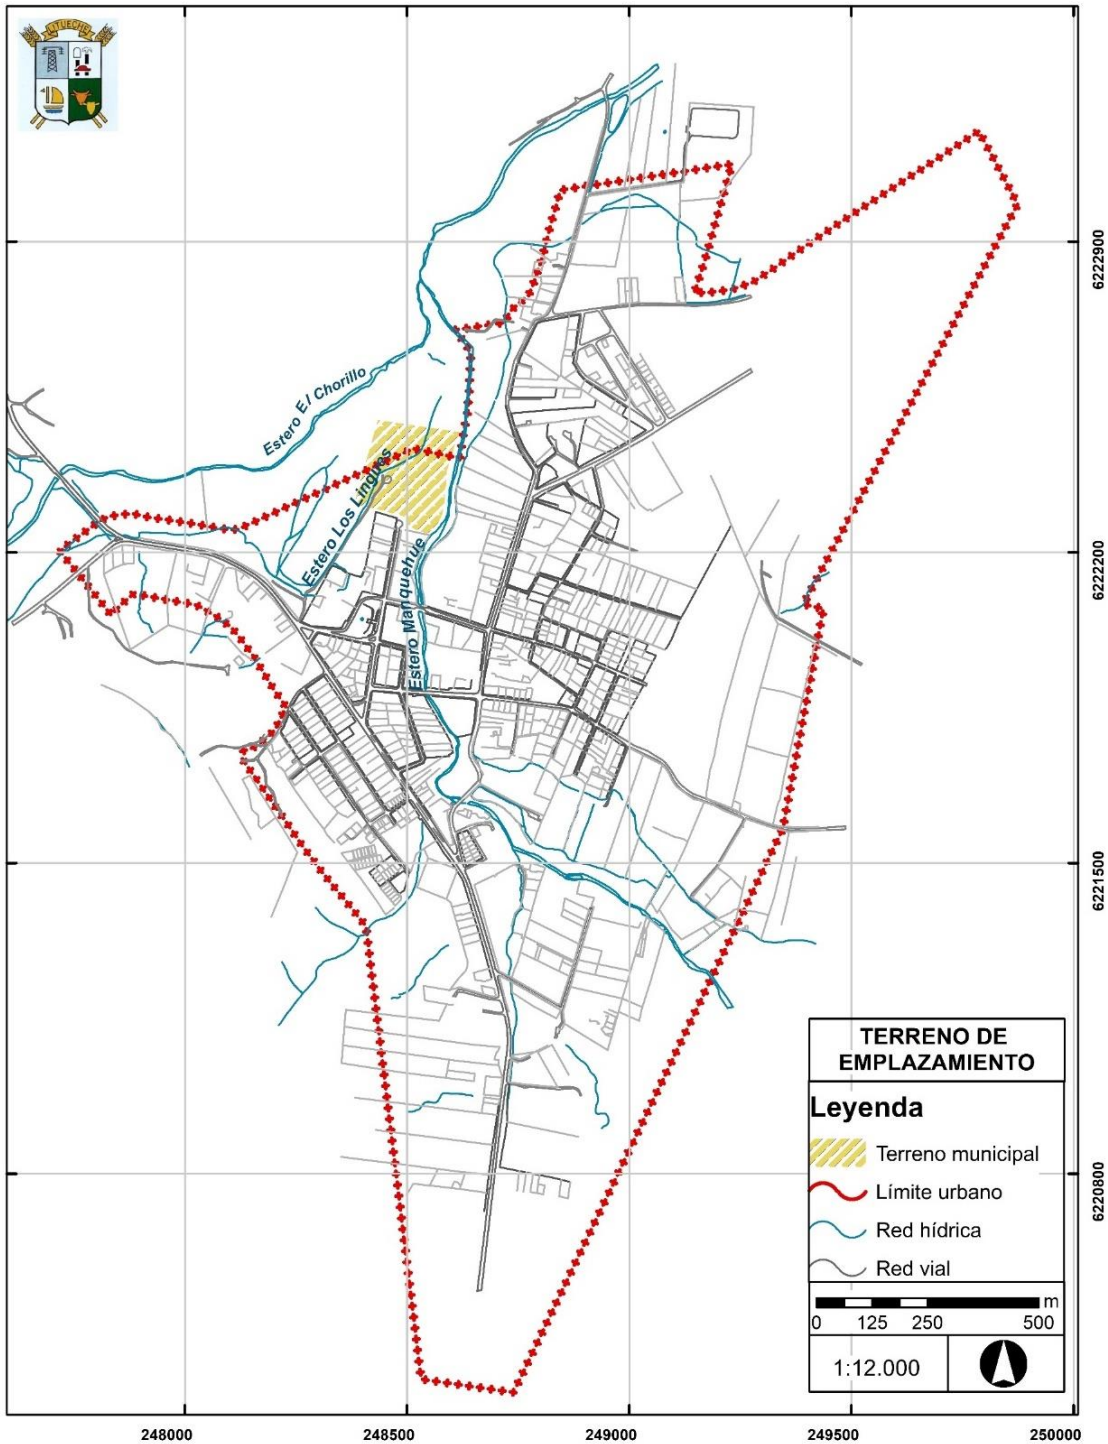 LITUECHE
6222900
Estero El Chorillo
Estero Los Lingues
Estero Manquehue
6222200
6221500
TERRENO DE
EMPLAZAMIENTO
Leyenda
Terreno municipal
Límite urbano
6220800
Red hídrica
Red vial
m
0 125 250 500
1:12.000
248000 248500 249000 249500 250000